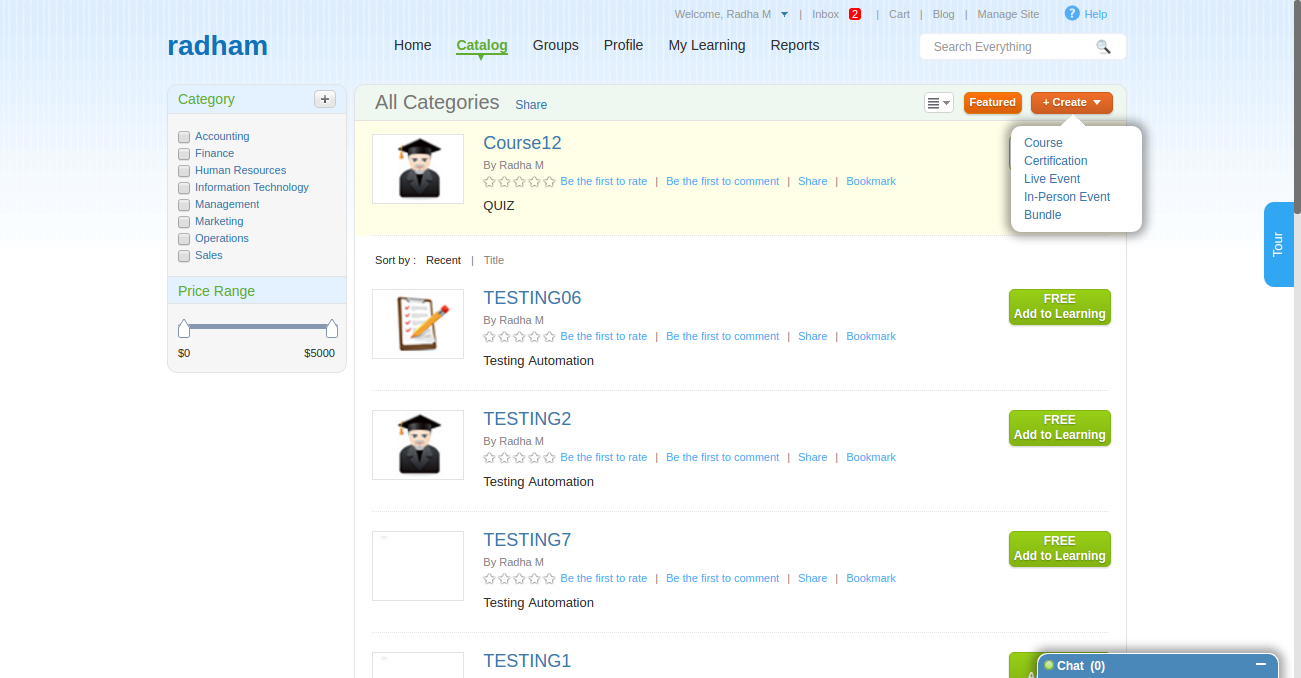 Welcome, Radha M | Inbox 2 | Cart | Blog | Manage Site ? Help
radham
Home Catalog Groups Profile My Learning Reports
Search Everything
Category +
Accounting
Finance
Human Resources
Information Technology
Management
Marketing
Operations
Sales
Price Range
$0 $5000
All Categories Share
Featured + Create
Course
Certification
Live Event
In-Person Event
Bundle
Course12
By Radha M
Be the first to rate | Be the first to comment | Share | Bookmark
QUIZ
Sort by : Recent | Title
TESTING06
By Radha M
Be the first to rate | Be the first to comment | Share | Bookmark
Testing Automation
FREE
Add to Learning
TESTING2
By Radha M
Be the first to rate | Be the first to comment | Share | Bookmark
Testing Automation
FREE
Add to Learning
TESTING7
By Radha M
Be the first to rate | Be the first to comment | Share | Bookmark
Testing Automation
FREE
Add to Learning
TESTING1
Tour
Chat (0)